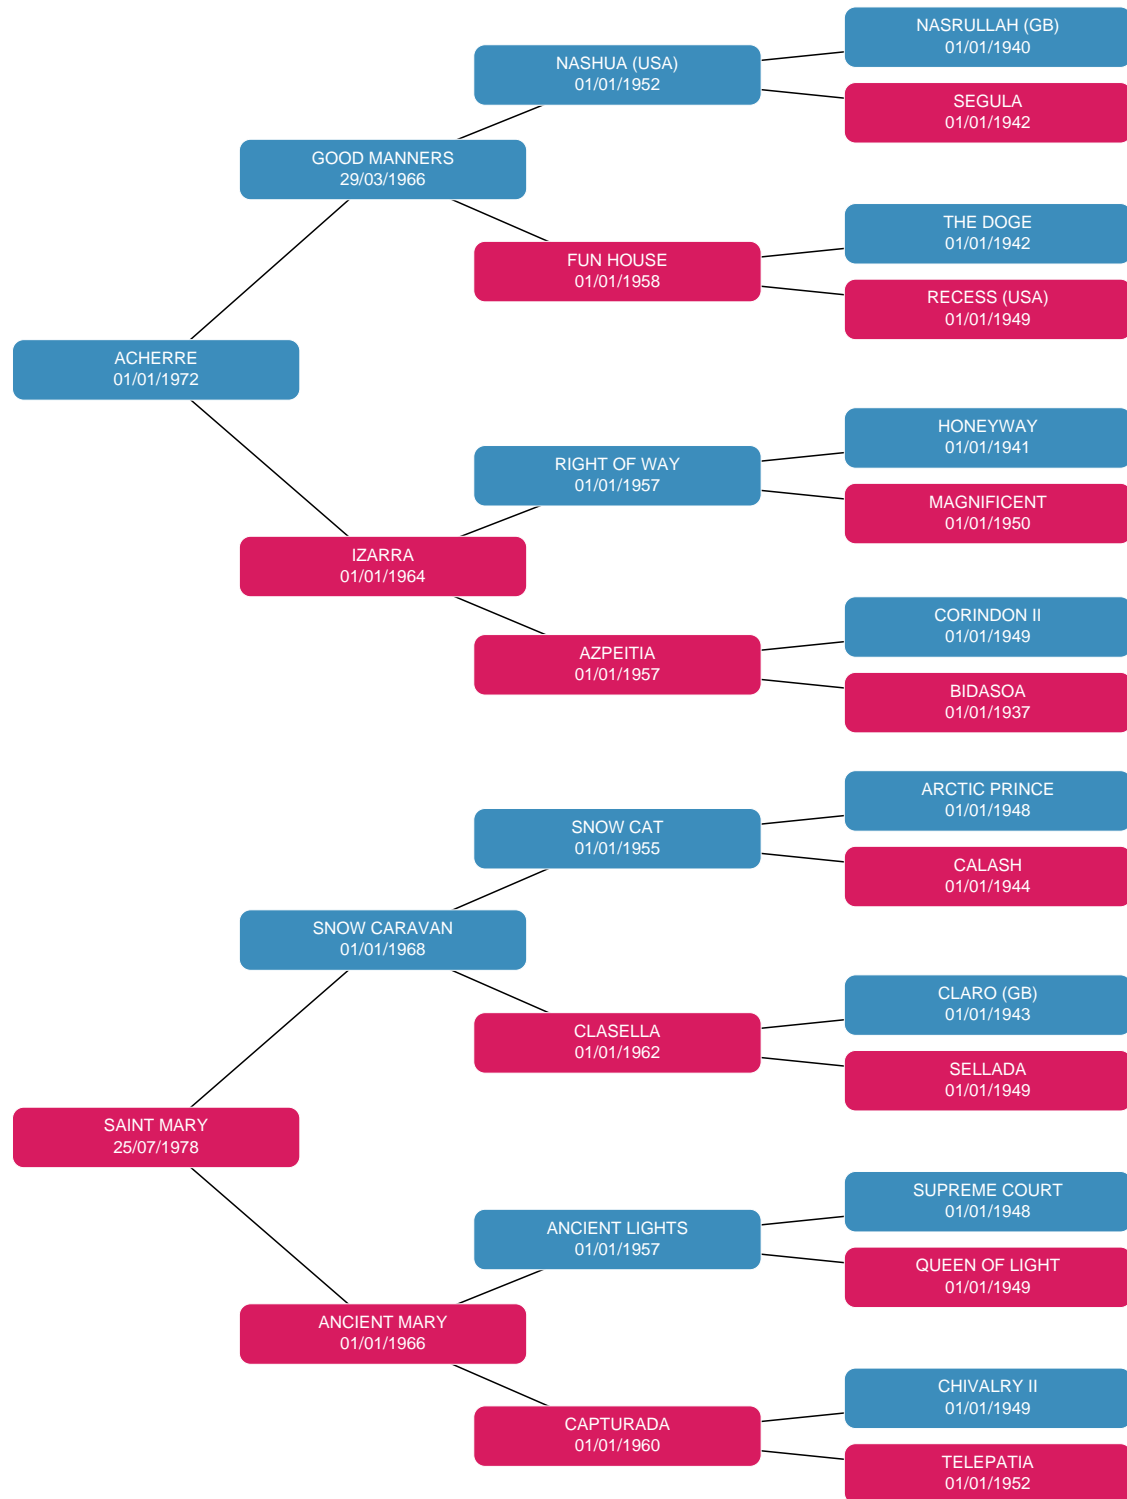 NASRULLAH (GB)
01/01/1940
NASHUA (USA)
01/01/1952
SEGULA
01/01/1942
GOOD MANNERS
29/03/1966
THE DOGE
01/01/1942
FUN HOUSE
01/01/1958
RECESS (USA)
01/01/1949
ACHERRE
01/01/1972
HONEYWAY
01/01/1941
RIGHT OF WAY
01/01/1957
MAGNIFICENT
01/01/1950
IZARRA
01/01/1964
CORINDON II
01/01/1949
AZPEITIA
01/01/1957
BIDASOA
01/01/1937
ARCTIC PRINCE
01/01/1948
SNOW CAT
01/01/1955
CALASH
01/01/1944
SNOW CARAVAN
01/01/1968
CLARO (GB)
01/01/1943
CLASELLA
01/01/1962
SELLADA
01/01/1949
SAINT MARY
25/07/1978
SUPREME COURT
01/01/1948
ANCIENT LIGHTS
01/01/1957
QUEEN OF LIGHT
01/01/1949
ANCIENT MARY
01/01/1966
CHIVALRY II
01/01/1949
CAPTURADA
01/01/1960
TELEPATIA
01/01/1952